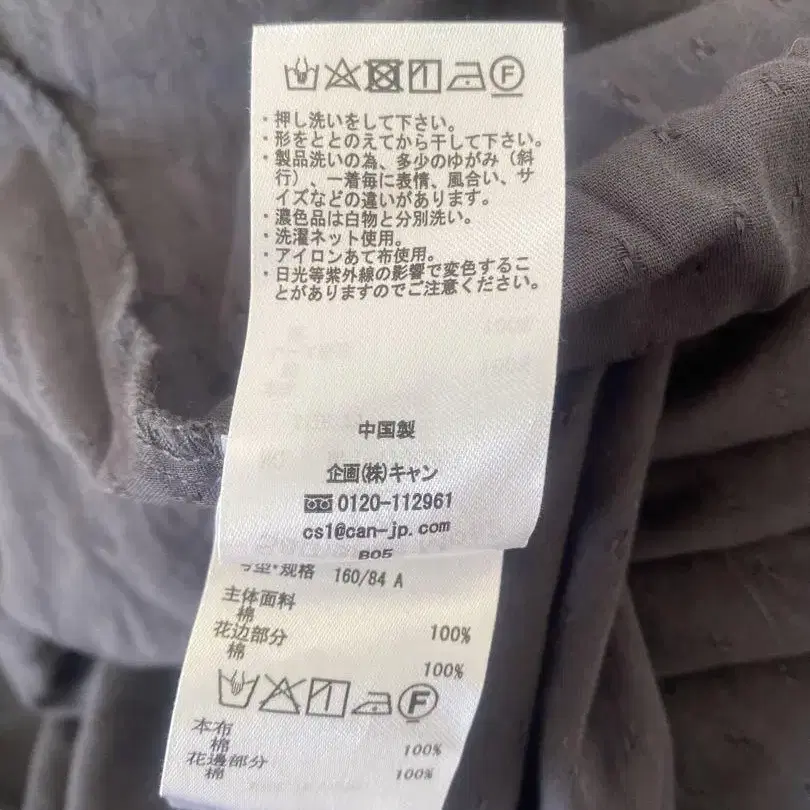 F
・押し洗いをして下さい。
・形をととのえてから干して下さい。
・製品洗いの為、多少のゆがみ（斜
行）、一着毎に表情、風合い、サ
イズなどの違いがあります。
・濃色品は白物と分別洗い。
・洗濯ネット使用。
・アイロンあて布使用。
・日光等紫外線の影響で変色するこ
とがありますのでご注意ください。
中国製
企画(株)キャン
0120-112961
cs1@can-jp.com
B05
号型·规格 160/84 A
主体面料
棉 100%
花边部分
棉 100%
F
本布
棉 100%
花邊部分
棉 100%